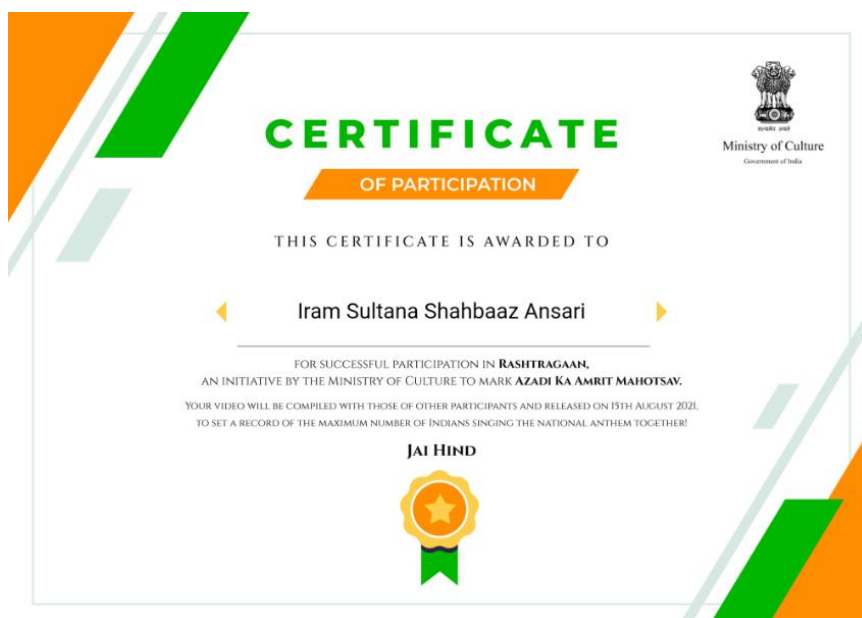 CERTIFICATE
OF PARTICIPATION
सत्यमेव जयते
Ministry of Culture
Government of India
THIS CERTIFICATE IS AWARDED TO
Iram Sultana Shahbaaz Ansari
FOR SUCCESSFUL PARTICIPATION IN RASHTRAGAAN,
AN INITIATIVE BY THE MINISTRY OF CULTURE TO MARK AZADI KA AMRIT MAHOTSAV.
YOUR VIDEO WILL BE COMPILED WITH THOSE OF OTHER PARTICIPANTS AND RELEASED ON 15TH AUGUST 2021,
TO SET A RECORD OF THE MAXIMUM NUMBER OF INDIANS SINGING THE NATIONAL ANTHEM TOGETHER!
JAI HIND